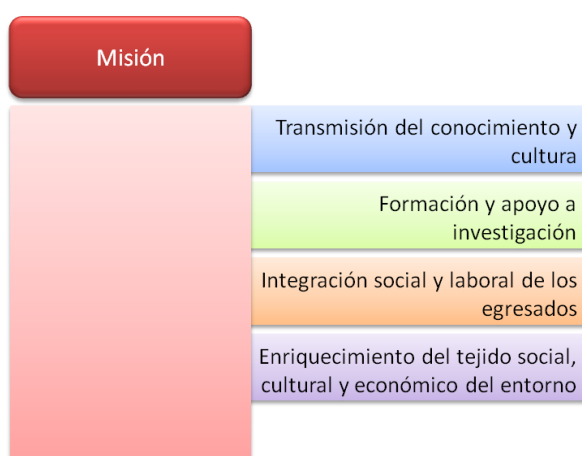 Misión
Transmisión del conocimiento y
cultura
Formación y apoyo a
investigación
Integración social y laboral de los
egresados
Enriquecimiento del tejido social,
cultural y económico del entorno